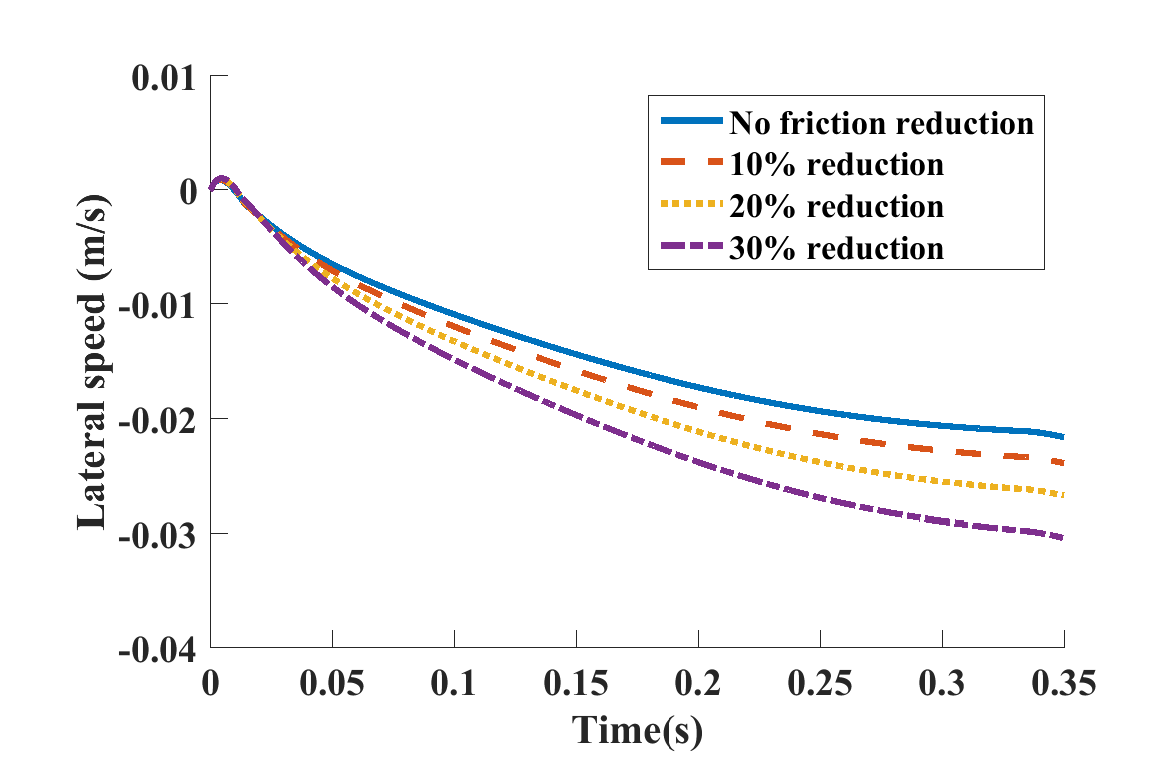 0.01
0
-0.01
-0.02
-0.03
-0.04
Lateral speed (m/s)
No friction reduction
10% reduction
20% reduction
30% reduction
0 0.05 0.1 0.15 0.2 0.25 0.3 0.35
Time(s)